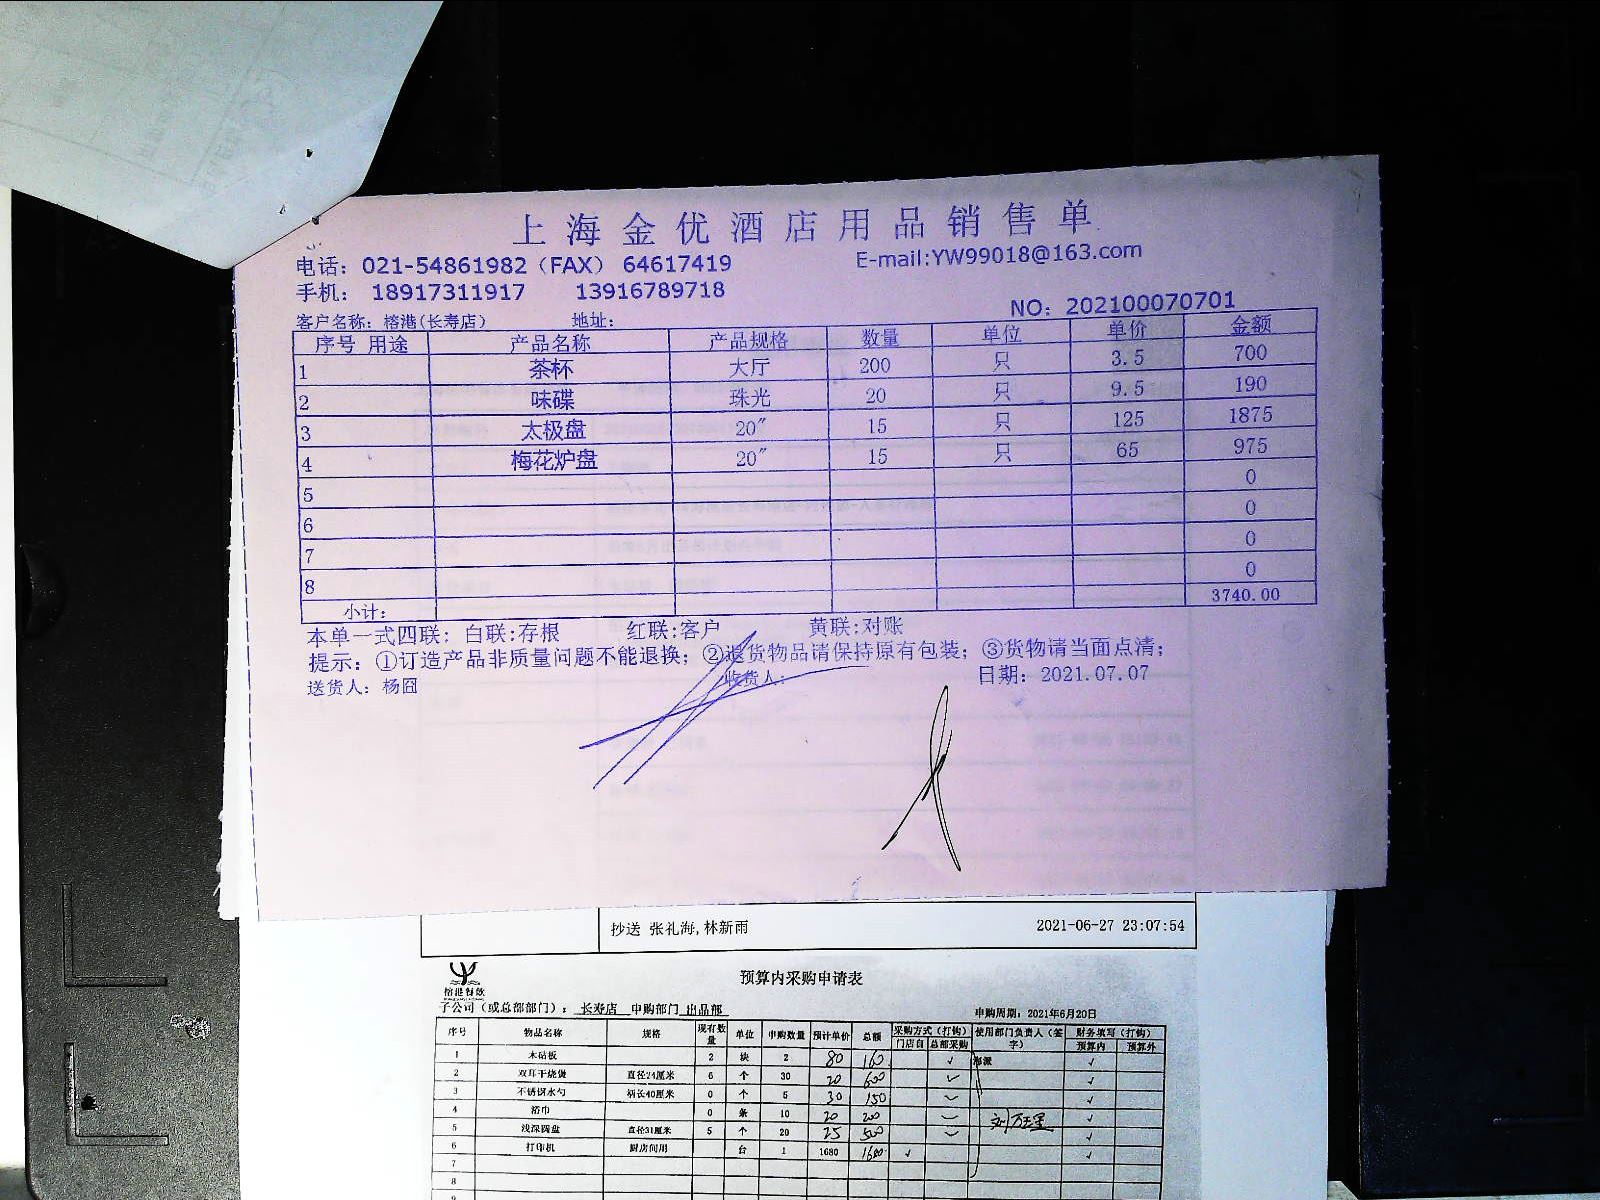 上海金优酒店用品销售单
电话：021-54861982（FAX） 64617419 E-mail:YW99018@163.com
手机： 18917311917 13916789718
NO：202100070701
客户名称：榕港(长寿店) 地址：
序号 用途 产品名称 产品规格 数量 单位 单价 金额
1 茶杯 大厅 200 只 3.5 700
2 味碟 珠光 20 只 9.5 190
3 太极盘 20″ 15 只 125 1875
4 梅花炉盘 20″ 15 只 65 975
5 0
6 0
7 0
8 0
小计： 3740.00
本单一式四联：白联:存根 红联:客户 黄联:对账
提示：①订造产品非质量问题不能退换；②退货物品请保持原有包装；③货物请当面点清；
送货人：杨囧 收货人： 日期：2021.07.07
抄送 张礼海,林新雨 2021-06-27 23:07:54
榕港餐饮
预算内采购申请表
子公司（或总部部门）：长寿店 申购部门 出品部 申购周期：2021年6月20日
序号 物品名称 规格 现有数量 单位 申购数量 预计单价 总额 采购方式（打钩） 使用部门负责人（签字） 财务填写（打钩）
门店自 总部采购 预算内 预算外
1 木砧板 2 块 2 80 160 ✓ ✓
2 双耳干烧煲 直径24厘米 6 个 30 20 600 ✓ ✓
3 不锈钢水勺 柄长40厘米 0 个 5 30 150 ✓ ✓
4 浴巾 0 条 10 20 200 ✓ ✓
5 浅深圆盘 直径31厘米 5 个 20 25 500 ✓ ✓
6 打印机 厨房间用 台 1 1680 1680 ✓ ✓
7
8